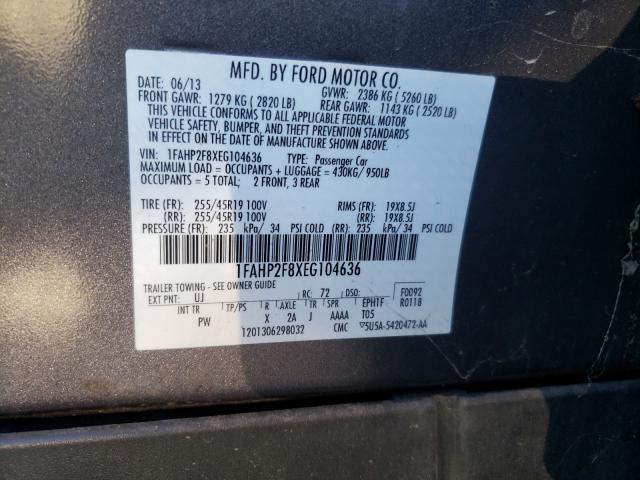 MFD. BY FORD MOTOR CO.
DATE: 06/13 GVWR: 2386 KG ( 5260 LB)
FRONT GAWR: 1279 KG ( 2820 LB) REAR GAWR: 1143 KG ( 2520 LB)
THIS VEHICLE CONFORMS TO ALL APPLICABLE FEDERAL MOTOR
VEHICLE SAFETY, BUMPER, AND THEFT PREVENTION STANDARDS
IN EFFECT ON THE DATE OF MANUFACTURE SHOWN ABOVE.
VIN: 1FAHP2F8XEG104636 TYPE: Passenger Car
MAXIMUM LOAD = OCCUPANTS + LUGGAGE = 430KG/ 950LB
OCCUPANTS = 5 TOTAL; 2 FRONT, 3 REAR
TIRE (FR): 255/45R19 100V RIMS (FR): 19X8.5J
(RR): 255/45R19 100V (RR): 19X8.5J
PRESSURE (FR): 235 kPa/ 34 PSI COLD (RR): 235 kPa/ 34 PSI COLD
1FAHP2F8XEG104636
TRAILER TOWING - SEE OWNER GUIDE
EXT PNT: UJ RC: 72 DSO: F0092
INT TR TP/PS R AXLE TR SPR EPHTF R0118
PW X 2A J AAAA T05
1201306298032 CMC 5U5A-5420472-AA